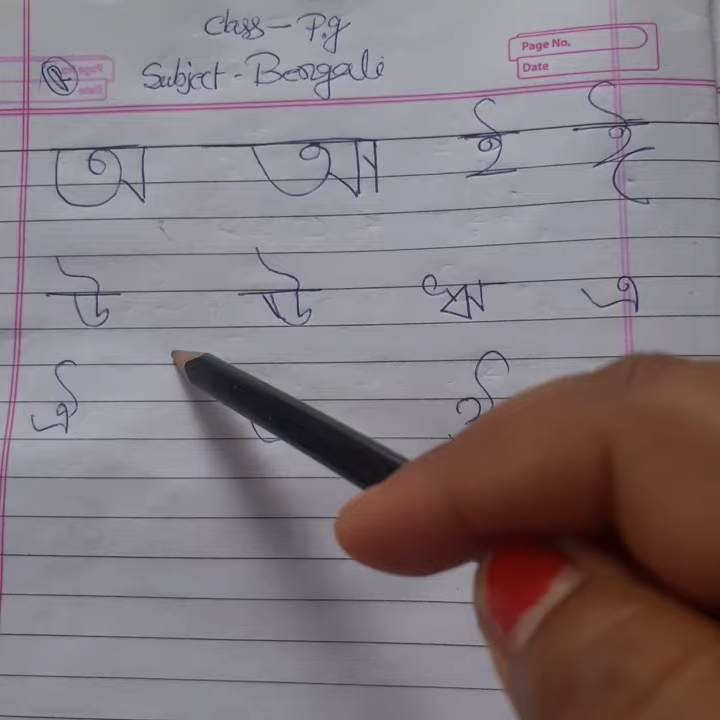 Class - P.g
Subject - Bengali
Page No.
Date
অ আ ই ঈ
উ ঊ ঋ এ
ঐ ঔ